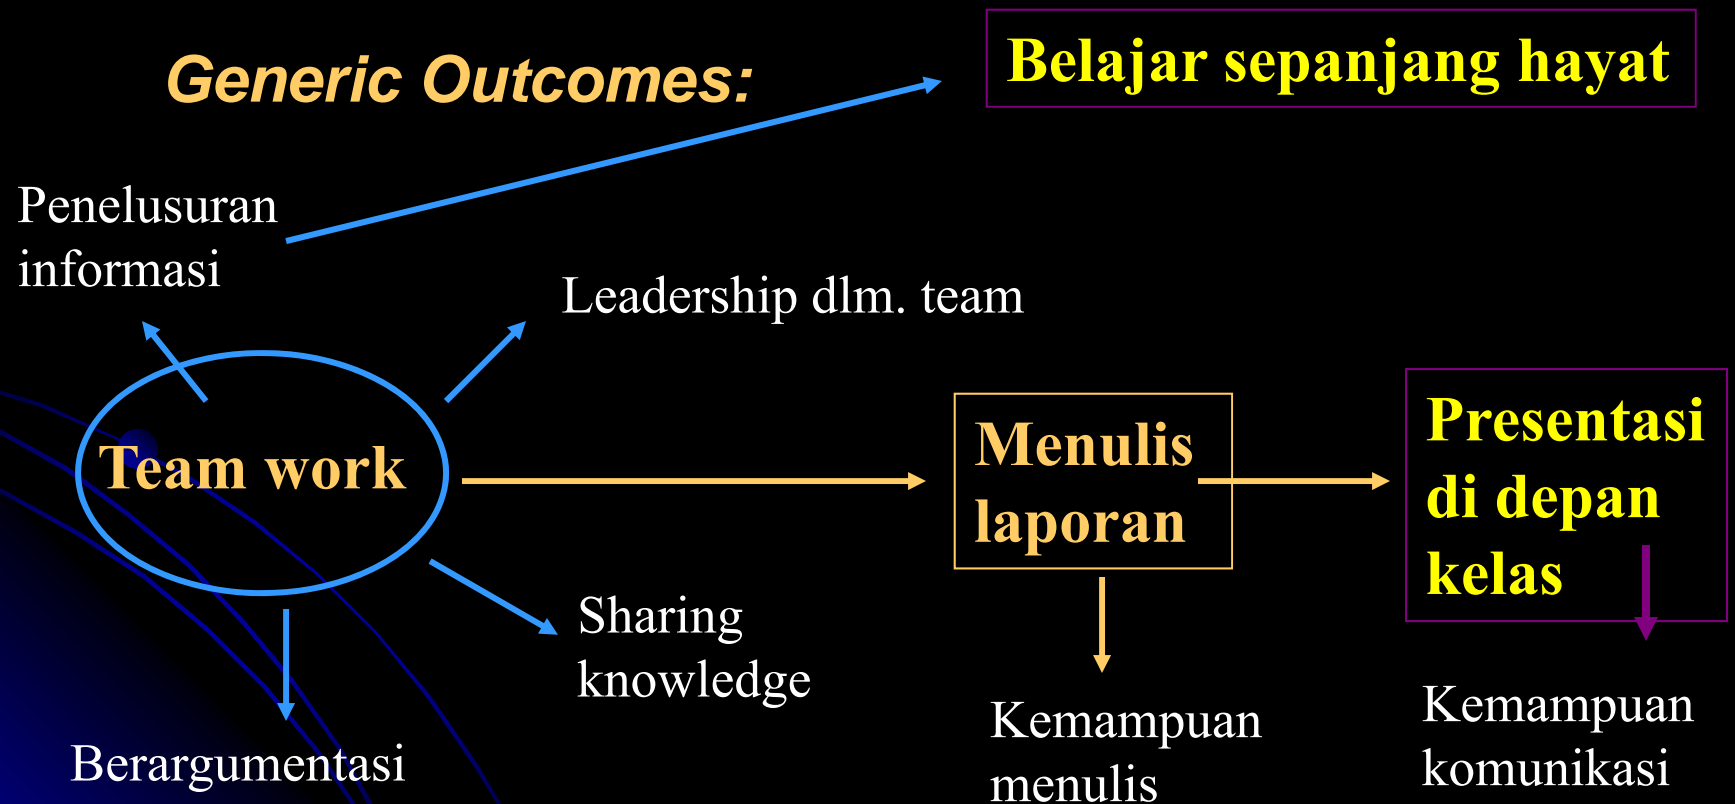 Generic Outcomes:
Belajar sepanjang hayat
Penelusuran
informasi
Leadership dlm. team
Team work
Menulis
laporan
Presentasi
di depan
kelas
Sharing
knowledge
Berargumentasi
Kemampuan
menulis
Kemampuan
komunikasi